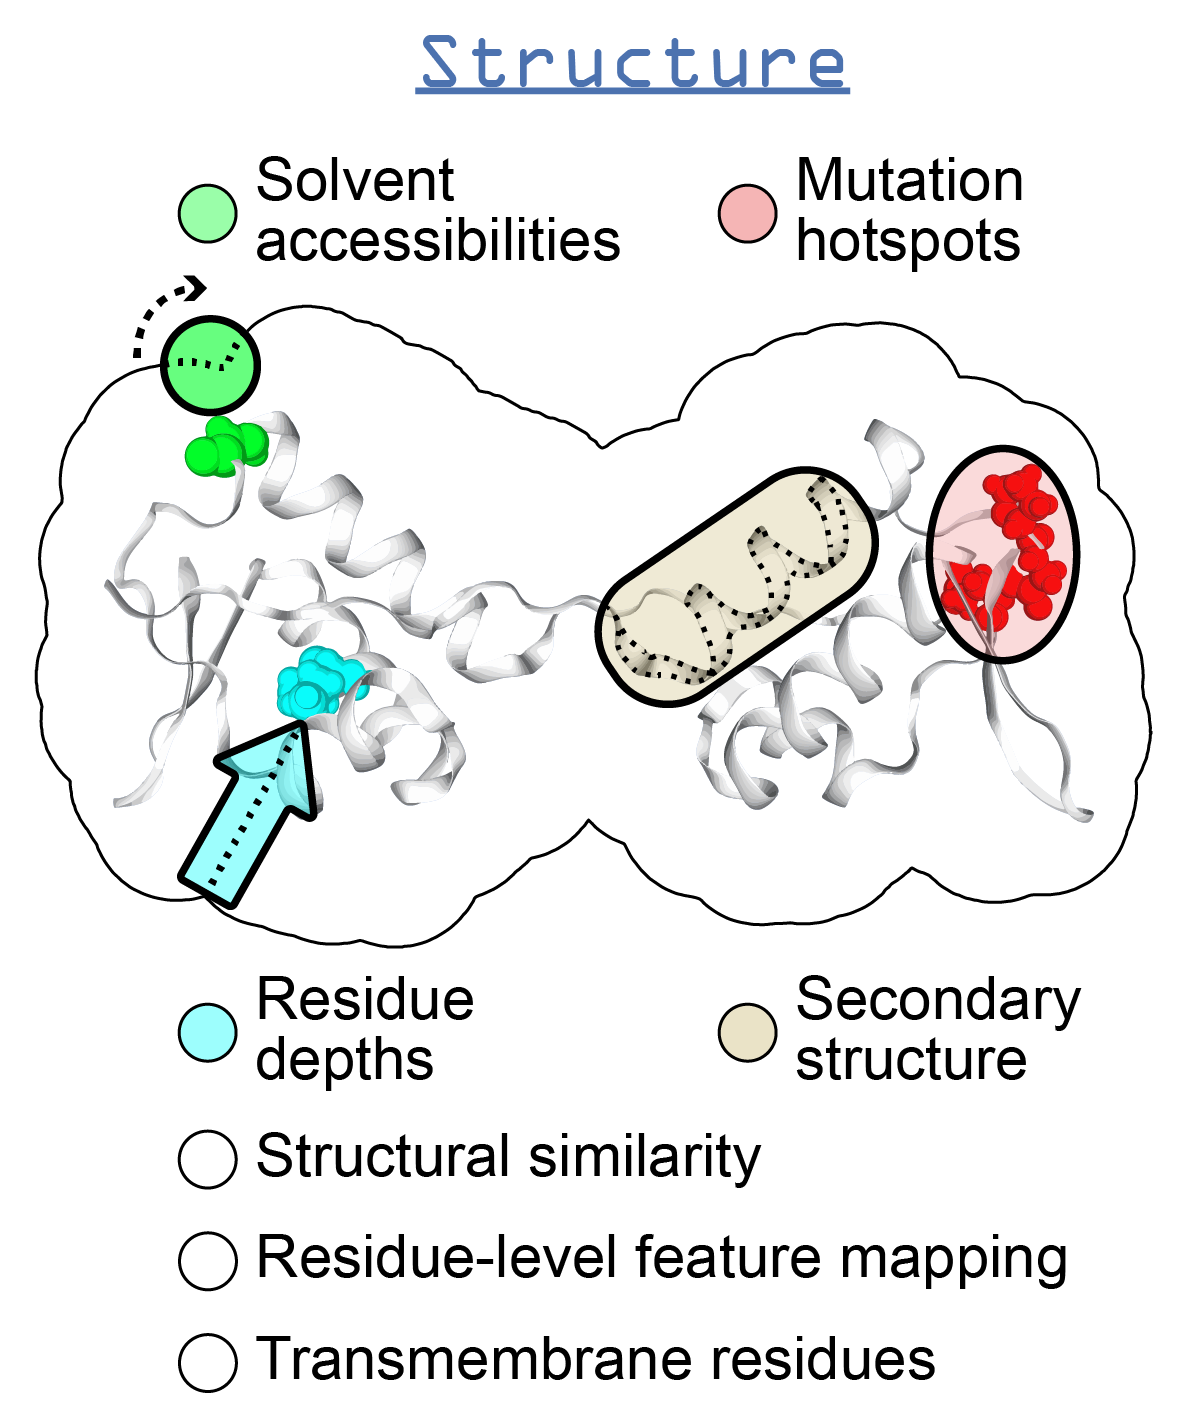 Structure
Solvent
accessibilities
Mutation
hotspots
Residue
depths
Secondary
structure
Structural similarity
Residue-level feature mapping
Transmembrane residues